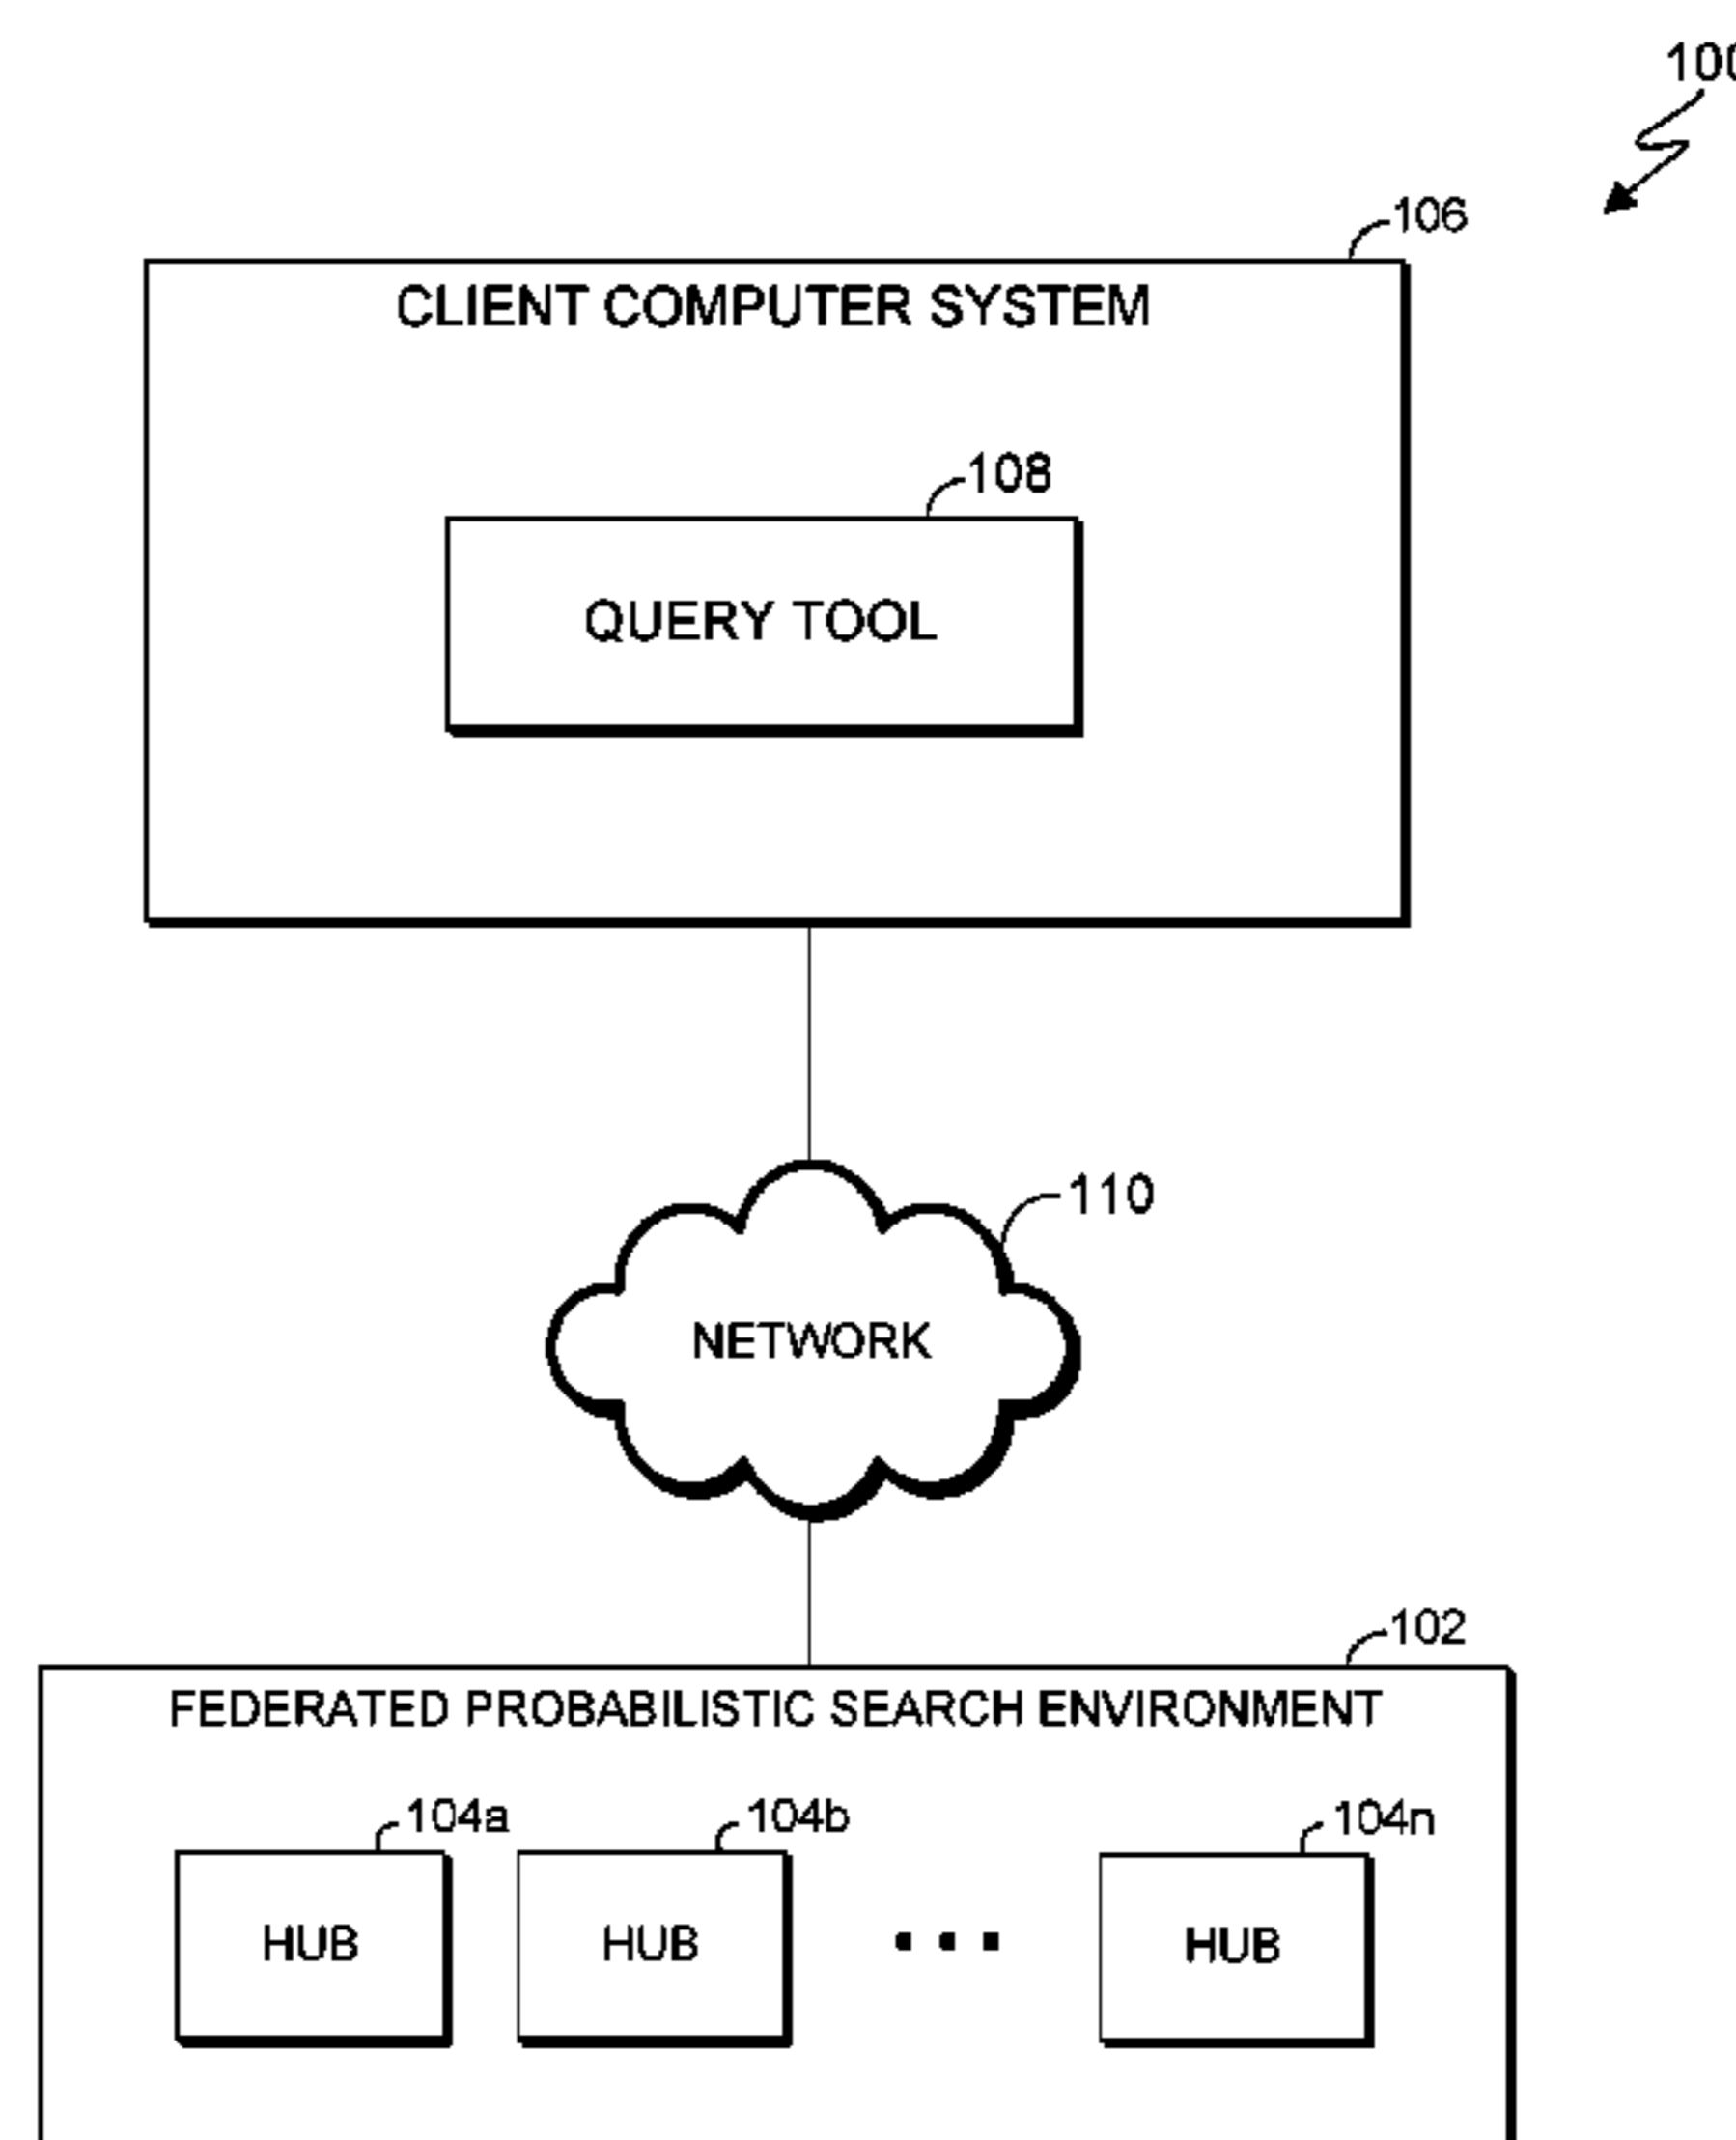 100
106
CLIENT COMPUTER SYSTEM
108
QUERY TOOL
110
NETWORK
102
FEDERATED PROBABILISTIC SEARCH ENVIRONMENT
104a 104b 104n
HUB HUB ... HUB